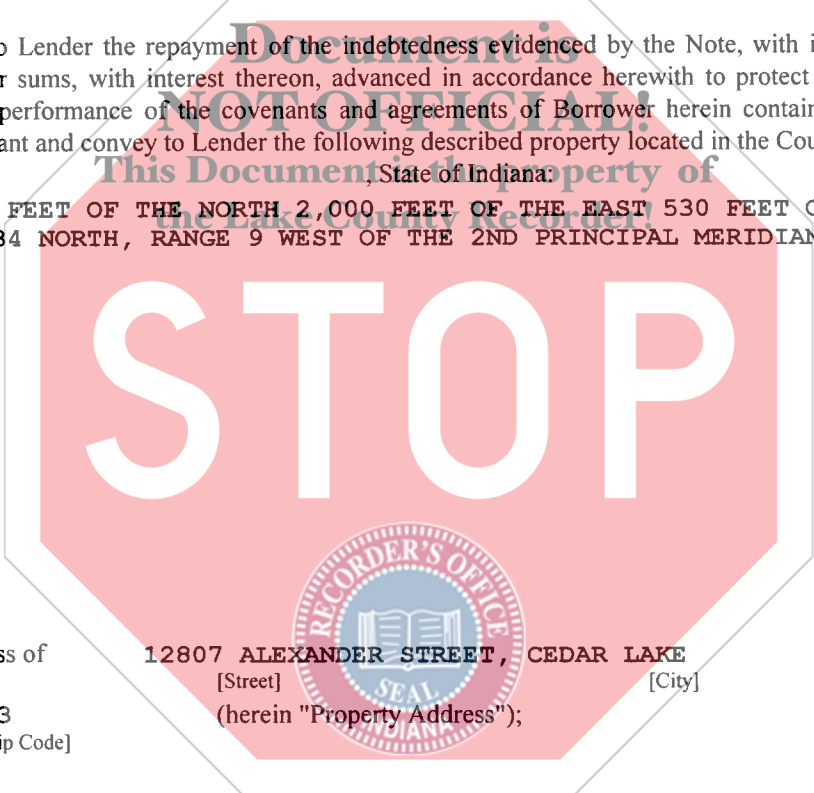 Document is
o Lender the repayment of the indebtedness evidenced by the Note, with i
r sums, with interest thereon, advanced in accordance herewith to protect
NOT OFFICIAL!
performance of the covenants and agreements of Borrower herein contain
ant and convey to Lender the following described property located in the Cou
This Document is the property of
, State of Indiana:
the Lake County Recorder!
FEET OF THE NORTH 2,000 FEET OF THE EAST 530 FEET
34 NORTH, RANGE 9 WEST OF THE 2ND PRINCIPAL MERIDIAN
STOP
RECORDER'S OFFICE
SEAL
INDIANA
ss of 12807 ALEXANDER STREET, CEDAR LAKE
[Street] [City]
3 (herein "Property Address");
ip Code]